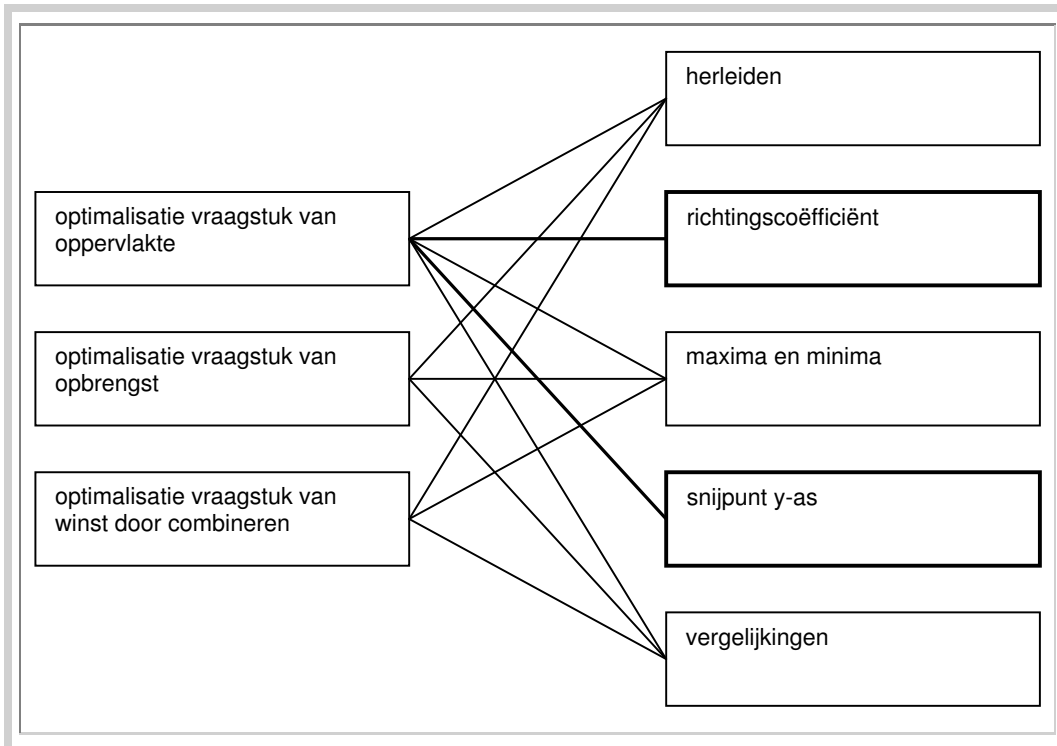 optimalisatie vraagstuk van
oppervlakte
optimalisatie vraagstuk van
opbrengst
optimalisatie vraagstuk van
winst door combineren
herleiden
richtingscoëfficiënt
maxima en minima
snijpunt y-as
vergelijkingen